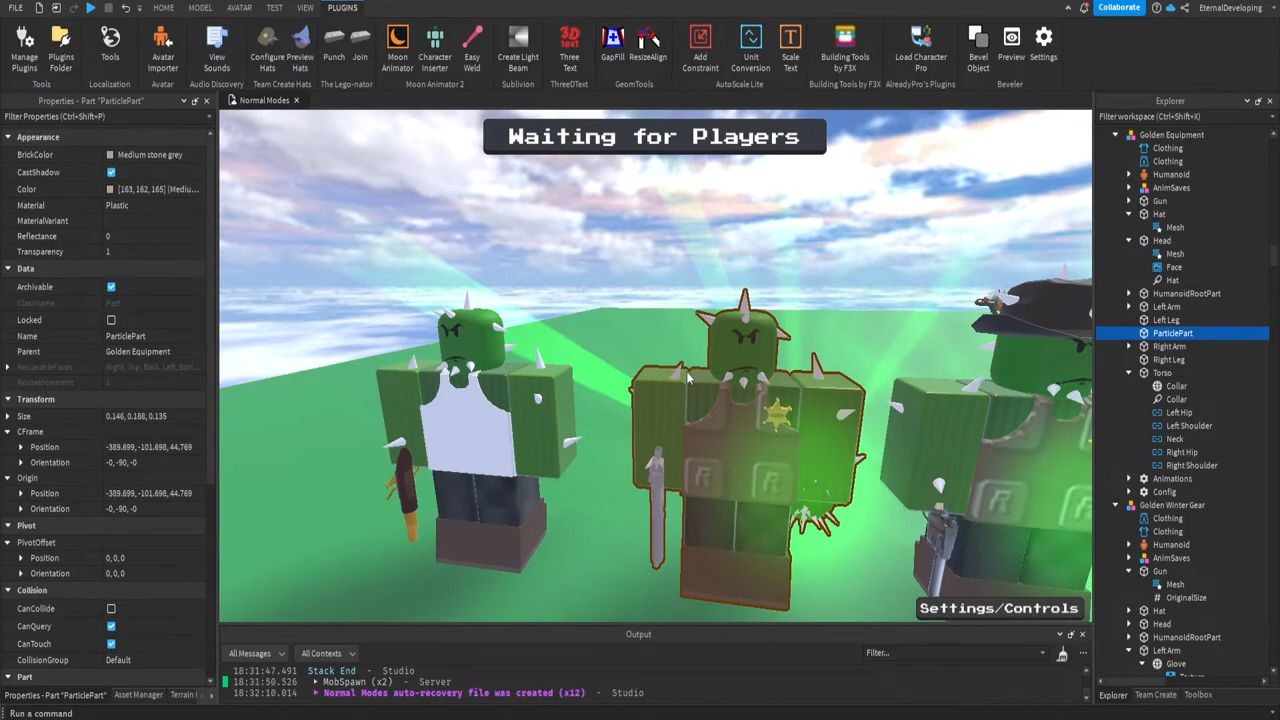 FILE
HOME MODEL AVATAR TEST VIEW PLUGINS
Collaborate
EternalDeveloping
Manage Plugins
Plugins Folder
Tools
Avatar Importer
View Sounds
Configure Hats
Preview Hats
Punch
Join
Moon Animator
Character Inserter
Easy Weld
Create Light Beam
3D TEXT
Three Text
GapFill
ResizeAlign
Add Constraint
Unit Conversion
Scale Text
Building Tools by F3X
Load Character Pro
Bevel Object
Preview
Settings
Tools
Localization
Avatar
Audio Discovery
The Lego-nator
Moon Animator 2
Sublivion
ThreeDText
GeomTools
AutoScale Lite
Building Tools by F3X
AlreadyPro's Plugins
Beveler
Properties - Part "ParticlePart"
Filter Properties (Ctrl+Shift+P)
Appearance
BrickColor Medium stone grey
CastShadow
Color [163, 162, 165] (Mediu...
Material Plastic
MaterialVariant
Reflectance 0
Transparency 1
Data
Archivable
ClassName Part
Locked
Name ParticlePart
Parent Golden Equipment
ResizeableFaces Right, Top, Back, Left, Bott...
ResizeIncrement 1
Transform
Size 0.146, 0.188, 0.135
CFrame
Position -389.699, -101.698, 44.769
Orientation -0, -90, -0
Origin
Position -389.699, -101.698, 44.769
Orientation -0, -90, -0
Pivot
PivotOffset
Position 0,0,0
Orientation 0,0,0
Collision
CanCollide
CanQuery
CanTouch
CollisionGroup Default
Part
Properties - Part "ParticlePart" Asset Manager Terrain
Run a command
Normal Modes
Waiting for Players
R R
R
Settings/Controls
Output
All Messages All Contexts Filter...
18:31:47.491 Stack End - Studio
18:31:50.526 MobSpawn (x2) - Server
18:32:10.014 Normal Modes auto-recovery file was created (x12) - Studio
Explorer
Filter workspace (Ctrl+Shift+X)
Golden Equipment
Clothing
Clothing
Humanoid
AnimSaves
Gun
Hat
Mesh
Head
Mesh
Face
Hat
HumanoidRootPart
Left Arm
Left Leg
ParticlePart
Right Arm
Right Leg
Torso
Collar
Collar
Left Hip
Left Shoulder
Neck
Right Hip
Right Shoulder
Animations
Config
Golden Winter Gear
Clothing
Clothing
Humanoid
AnimSaves
Gun
Mesh
OriginalSize
Hat
Head
HumanoidRootPart
Left Arm
Glove
Explorer Team Create Toolbox